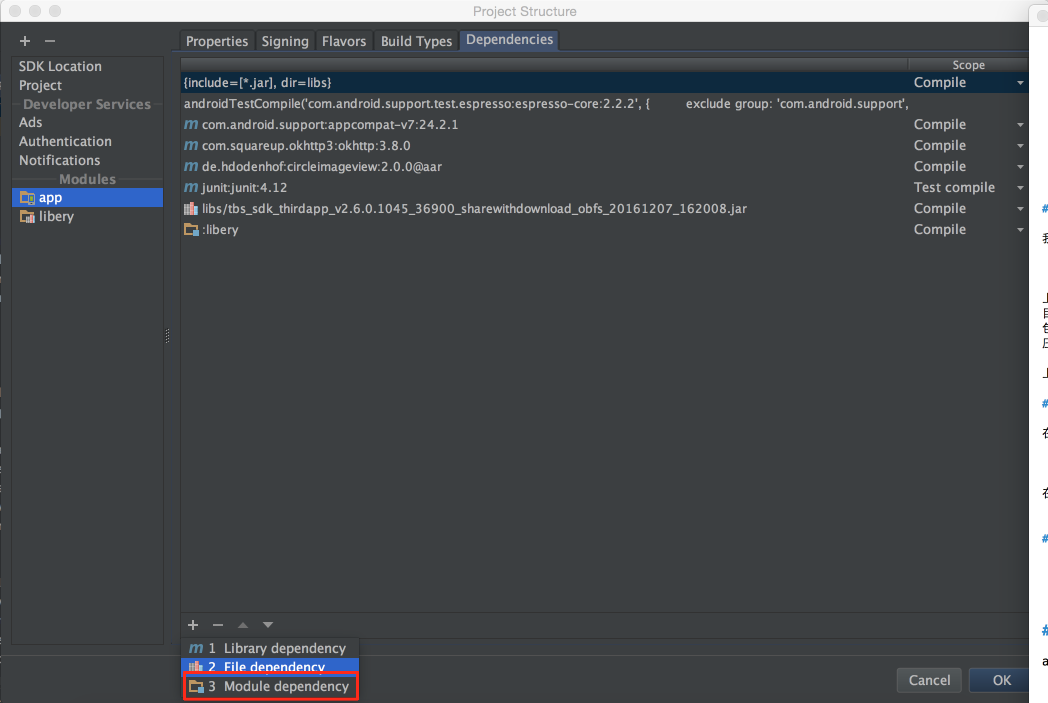 Project Structure
Properties
Signing
Flavors
Build Types
Dependencies
SDK Location
Project
Developer Services
Ads
Authentication
Notifications
Modules
app
libery
Scope
{include=[*.jar], dir=libs} Compile
androidTestCompile('com.android.support.test.espresso:espresso-core:2.2.2', { exclude group: 'com.android.support',
m com.android.support:appcompat-v7:24.2.1 Compile
m com.squareup.okhttp3:okhttp:3.8.0 Compile
m de.hdodenhof:circleimageview:2.0.0@aar Compile
m junit:junit:4.12 Test compile
libs/tbs_sdk_thirdapp_v2.6.0.1045_36900_sharewithdownload_obfs_20161207_162008.jar Compile
:libery Compile
m 1 Library dependency
2 File dependency
3 Module dependency
Cancel
OK